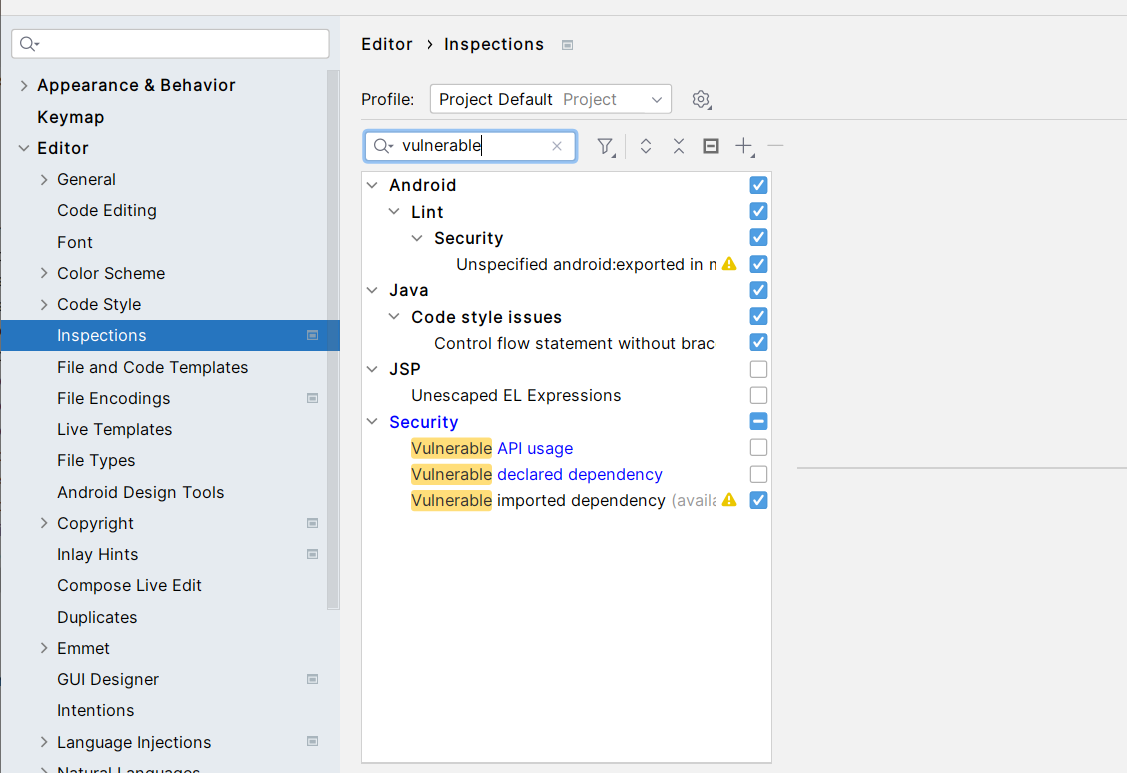 Appearance & Behavior
Keymap
Editor
General
Code Editing
Font
Color Scheme
Code Style
Inspections
File and Code Templates
File Encodings
Live Templates
File Types
Android Design Tools
Copyright
Inlay Hints
Compose Live Edit
Duplicates
Emmet
GUI Designer
Intentions
Language Injections
Natural Languages
Editor › Inspections
Profile: Project Default Project
vulnerable
Android
Lint
Security
Unspecified android:exported in
Java
Code style issues
Control flow statement without brac
JSP
Unescaped EL Expressions
Security
Vulnerable API usage
Vulnerable declared dependency
Vulnerable imported dependency (availa